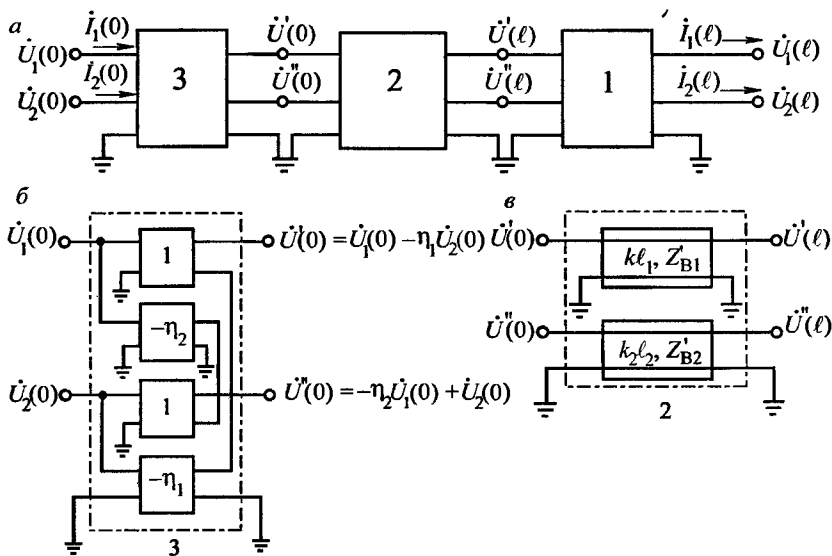 а
İ₁(0)
U̇₁(0)
İ₂(0)
U̇₂(0)
3
U̇'(0)
U̇"(0)
2
U̇'(ℓ)
U̇"(ℓ)
1
İ₁(ℓ)
U̇₁(ℓ)
İ₂(ℓ)
U̇₂(ℓ)
б
U̇₁(0)
1
U̇'(0) = U̇₁(0) – η₁U̇₂(0)
–η₂
U̇₂(0)
1
U̇"(0) = –η₂U̇₁(0) + U̇₂(0)
–η₁
3
в
U̇'(0)
kℓ₁, Z'В1
U̇'(ℓ)
U̇"(0)
k₂ℓ₂, Z'В2
U̇"(ℓ)
2